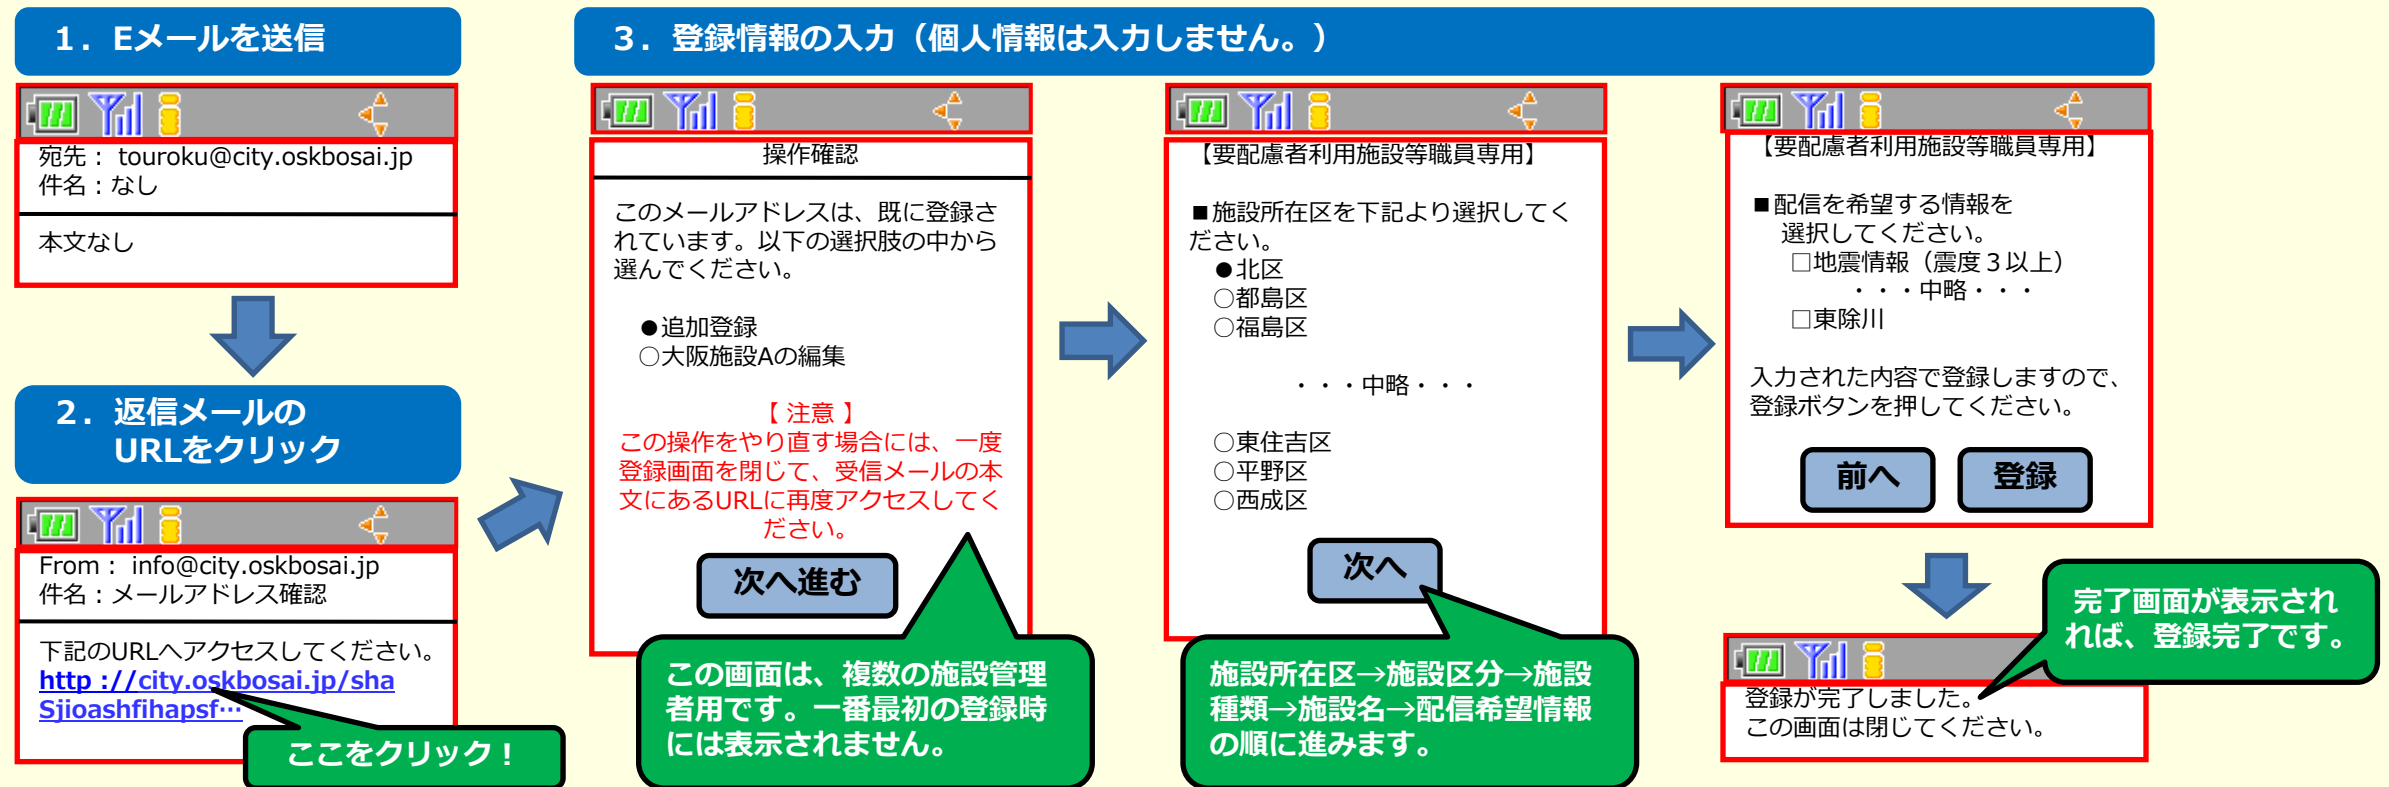 １．Eメールを送信
宛先： touroku@city.oskbosai.jp
件名：なし
本文なし
２．返信メールの
URLをクリック
From： info@city.oskbosai.jp
件名：メールアドレス確認
下記のURLへアクセスしてください。
http ://city.oskbosai.jp/sha
Sjioashfihapsf…
ここをクリック！
３．登録情報の入力（個人情報は入力しません。）
操作確認
このメールアドレスは、既に登録さ
れています。以下の選択肢の中から
選んでください。
●追加登録
○大阪施設Aの編集
【 注意 】
この操作をやり直す場合には、一度
登録画面を閉じて、受信メールの本
文にあるURLに再度アクセスしてく
ださい。
次へ進む
この画面は、複数の施設管理
者用です。一番最初の登録時
には表示されません。
【要配慮者利用施設等職員専用】
■施設所在区を下記より選択してく
ださい。
●北区
○都島区
○福島区
・・・中略・・・
○東住吉区
○平野区
○西成区
次へ
施設所在区→施設区分→施設
種類→施設名→配信希望情報
の順に進みます。
【要配慮者利用施設等職員専用】
■配信を希望する情報を
選択してください。
□地震情報（震度３以上）
・・・中略・・・
□東除川
入力された内容で登録しますので、
登録ボタンを押してください。
前へ 登録
完了画面が表示され
れば、登録完了です。
登録が完了しました。
この画面は閉じてください。